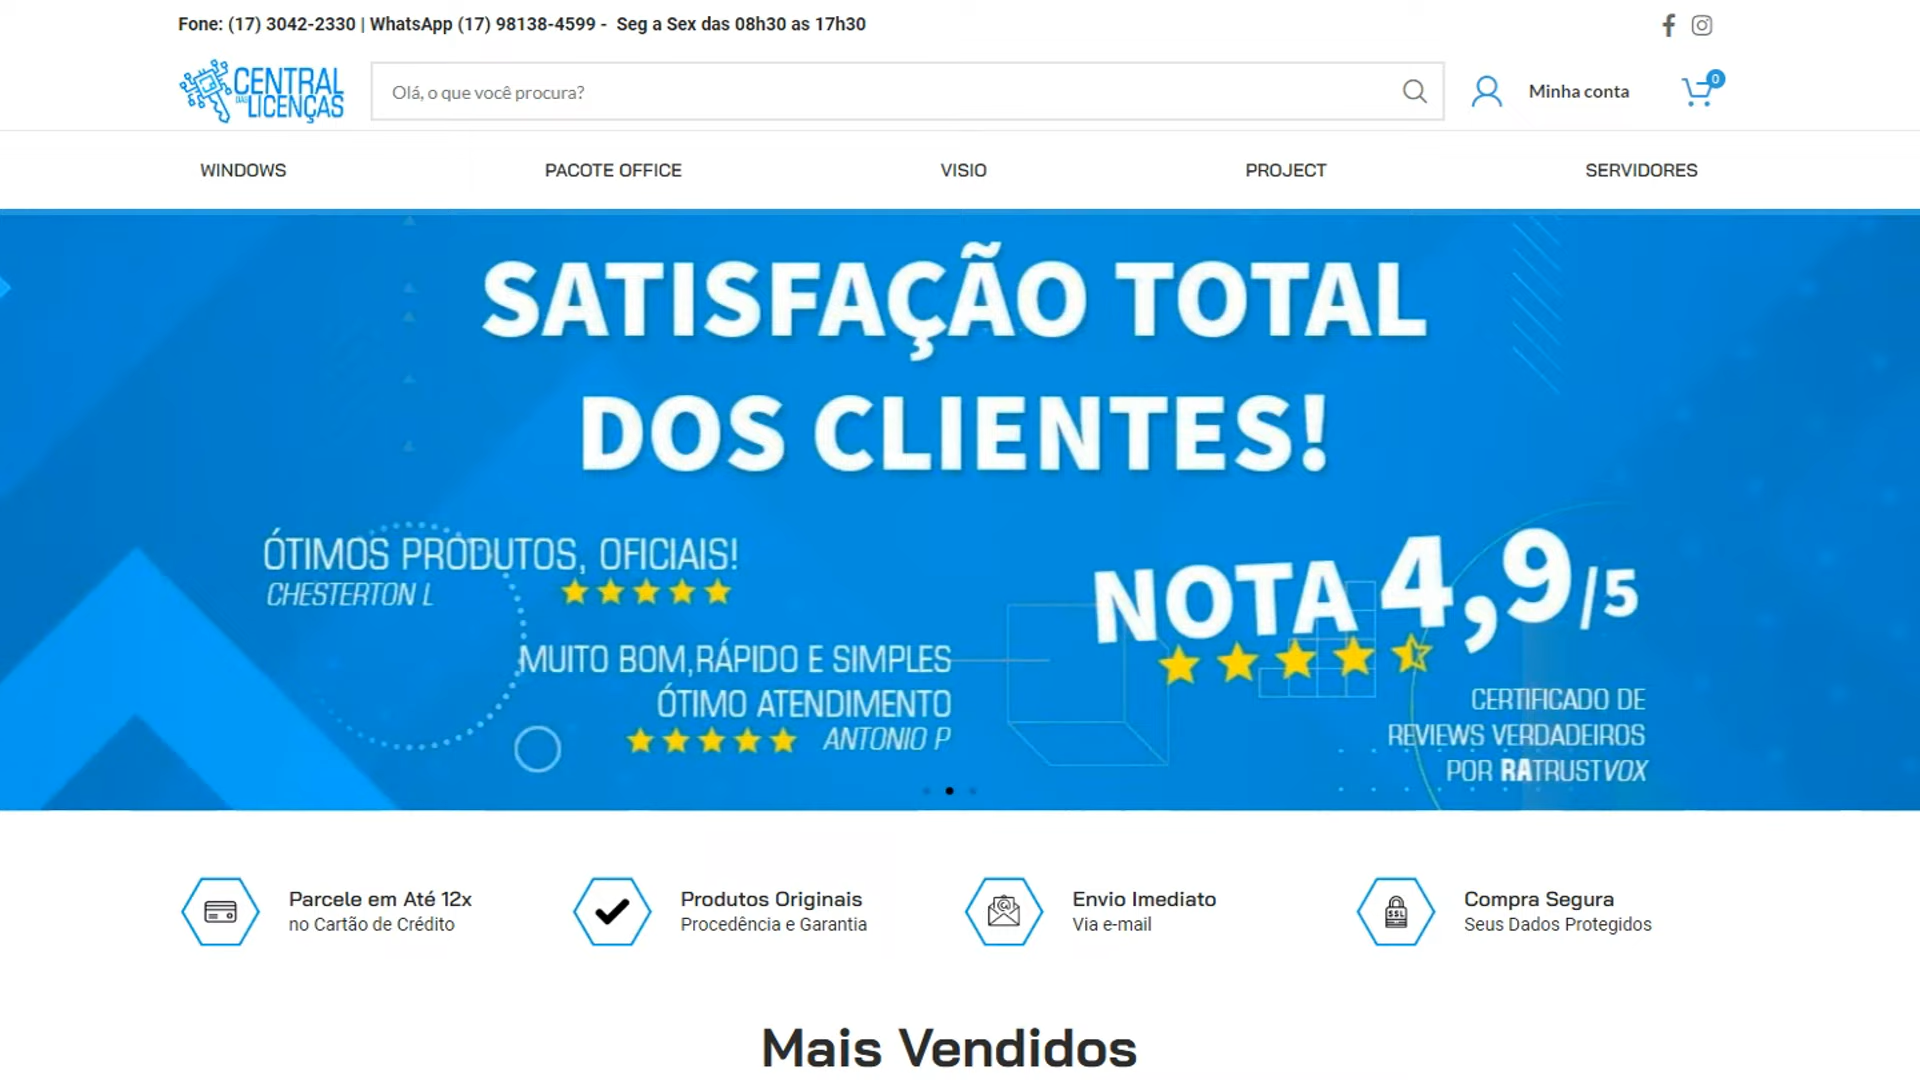 Fone: (17) 3042-2330 | WhatsApp (17) 98138-4599 - Seg a Sex das 08h30 as 17h30
CENTRAL
DAS
LICENÇAS
Olá, o que você procura?
Minha conta
0
WINDOWS
PACOTE OFFICE
VISIO
PROJECT
SERVIDORES
SATISFAÇÃO TOTAL
DOS CLIENTES!
ÓTIMOS PRODUTOS, OFICIAIS!
CHESTERTON L
MUITO BOM,RÁPIDO E SIMPLES
ÓTIMO ATENDIMENTO
ANTONIO P
NOTA 4,9/5
CERTIFICADO DE
REVIEWS VERDADEIROS
POR RATRUSTVOX
Parcele em Até 12x
no Cartão de Crédito
Produtos Originais
Procedência e Garantia
Envio Imediato
Via e-mail
SSL
Compra Segura
Seus Dados Protegidos
Mais Vendidos